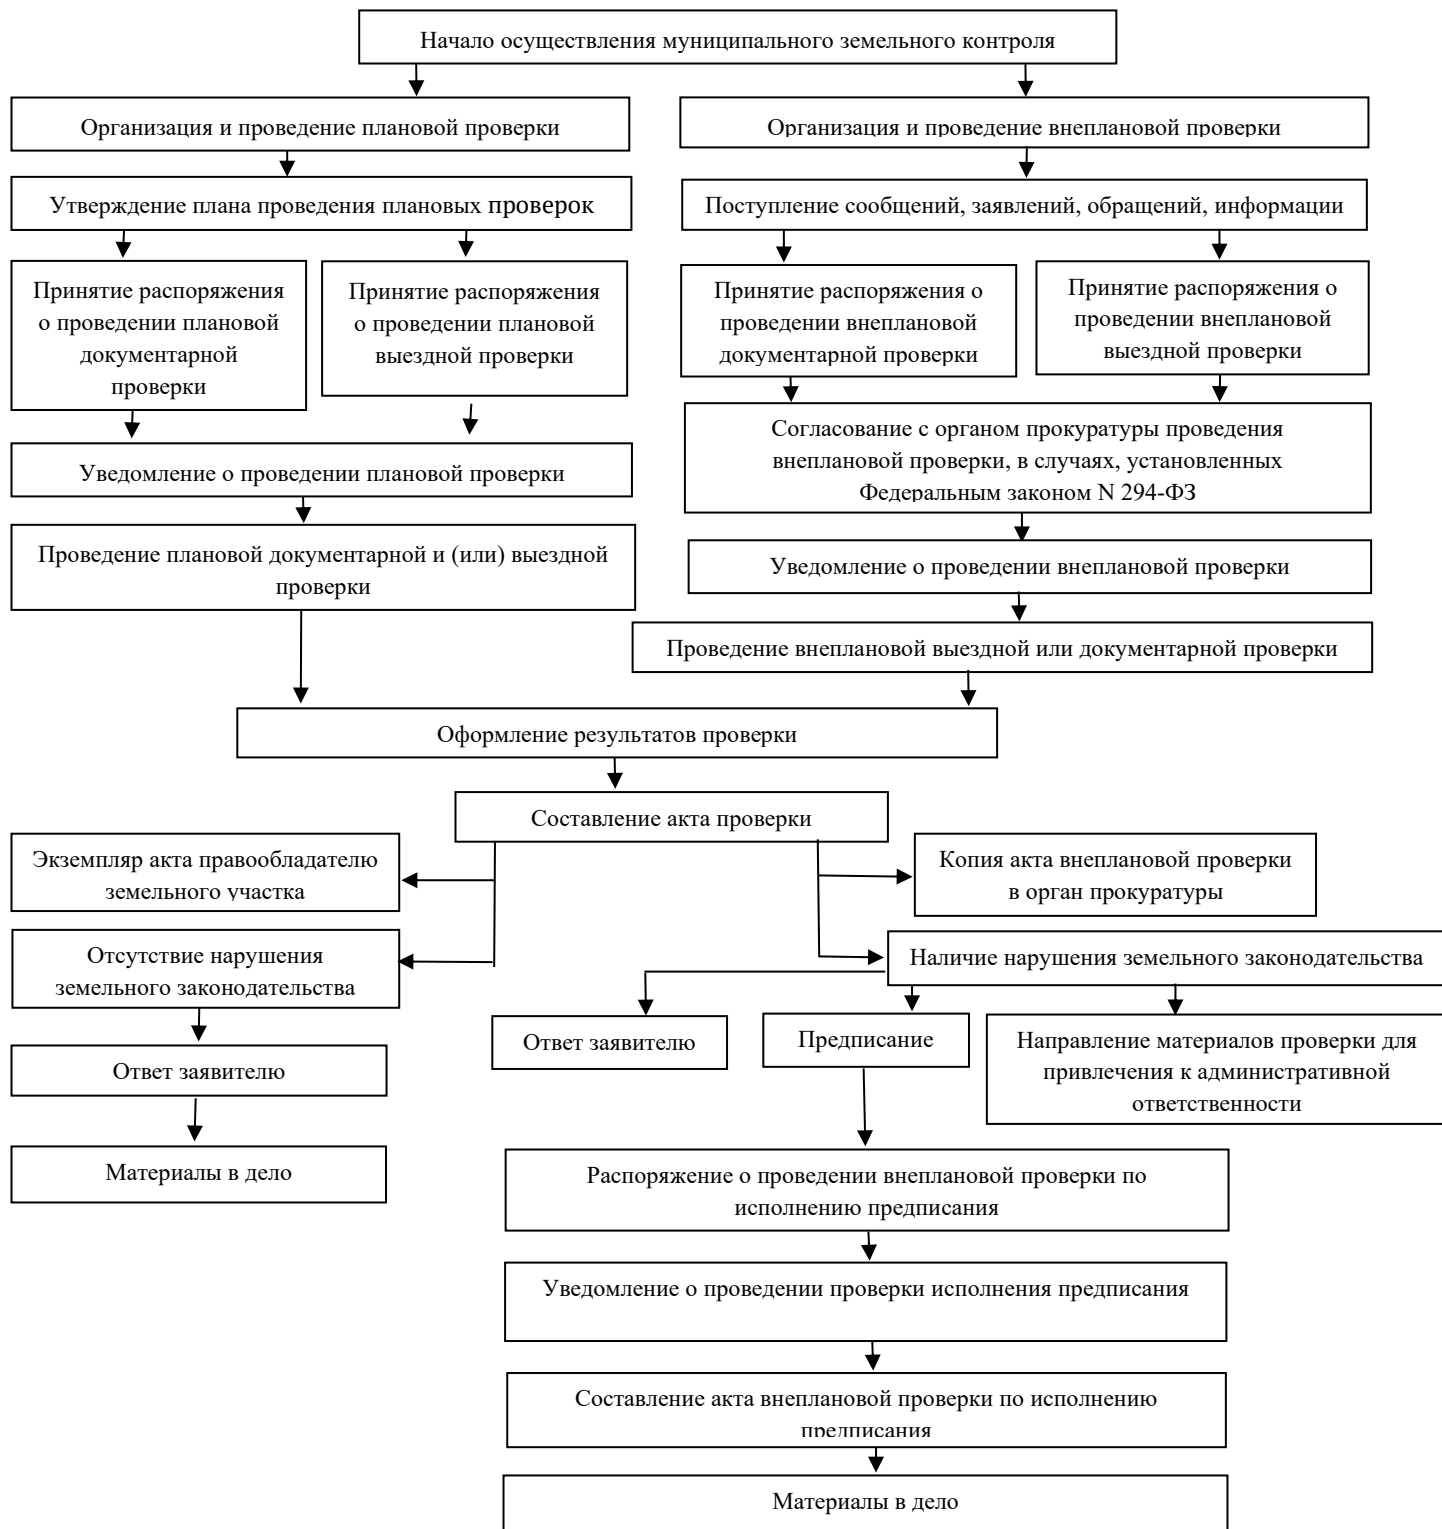 Начало осуществления муниципального земельного контроля
Организация и проведение плановой проверки
Организация и проведение внеплановой проверки
Утверждение плана проведения плановых проверок
Поступление сообщений, заявлений, обращений, информации
Принятие распоряжения
о проведении плановой
документарной
проверки
Принятие распоряжения
о проведении плановой
выездной проверки
Принятие распоряжения о
проведении внеплановой
документарной проверки
Принятие распоряжения о
проведении внеплановой
выездной проверки
Уведомление о проведении плановой проверки
Согласование с органом прокуратуры проведения
внеплановой проверки, в случаях, установленных
Федеральным законом N 294-ФЗ
Проведение плановой документарной и (или) выездной
проверки
Уведомление о проведении внеплановой проверки
Проведение внеплановой выездной или документарной проверки
Оформление результатов проверки
Составление акта проверки
Экземпляр акта правообладателю
земельного участка
Копия акта внеплановой проверки
в орган прокуратуры
Отсутствие нарушения
земельного законодательства
Наличие нарушения земельного законодательства
Ответ заявителю
Ответ заявителю
Предписание
Направление материалов проверки для
привлечения к административной
ответственности
Материалы в дело
Распоряжение о проведении внеплановой проверки по
исполнению предписания
Уведомление о проведении проверки исполнения предписания
Составление акта внеплановой проверки по исполнению
предписания
Материалы в дело